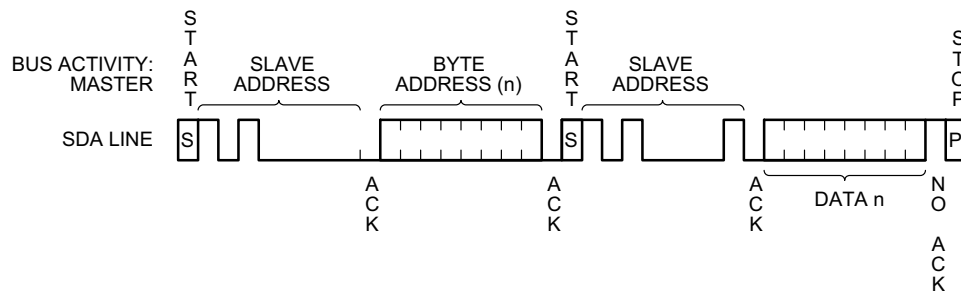 START
START
STOP
BUS ACTIVITY:
MASTER
SLAVE
ADDRESS
BYTE
ADDRESS (n)
SLAVE
ADDRESS
SDA LINE
S
S
P
ACK
ACK
ACK
DATA n
NO ACK